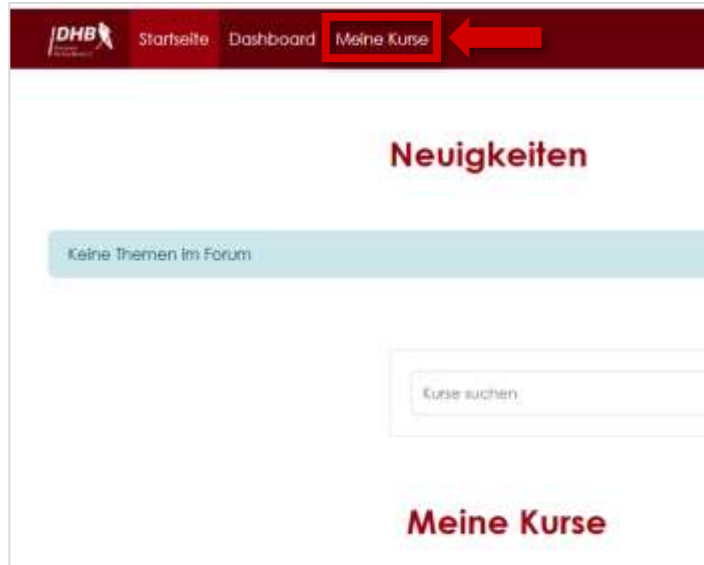 DHB
Startseite Dashboard Meine Kurse
Neuigkeiten
Keine Themen im Forum
Kurse suchen
Meine Kurse